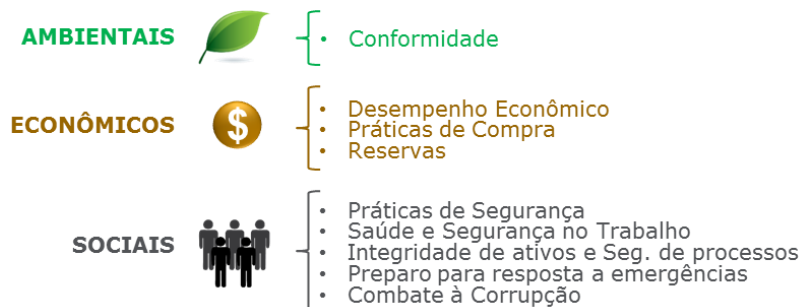 AMBIENTAIS
• Conformidade
ECONÔMICOS
$
• Desempenho Econômico
• Práticas de Compra
• Reservas
SOCIAIS
• Práticas de Segurança
• Saúde e Segurança no Trabalho
• Integridade de ativos e Seg. de processos
• Preparo para resposta a emergências
• Combate à Corrupção